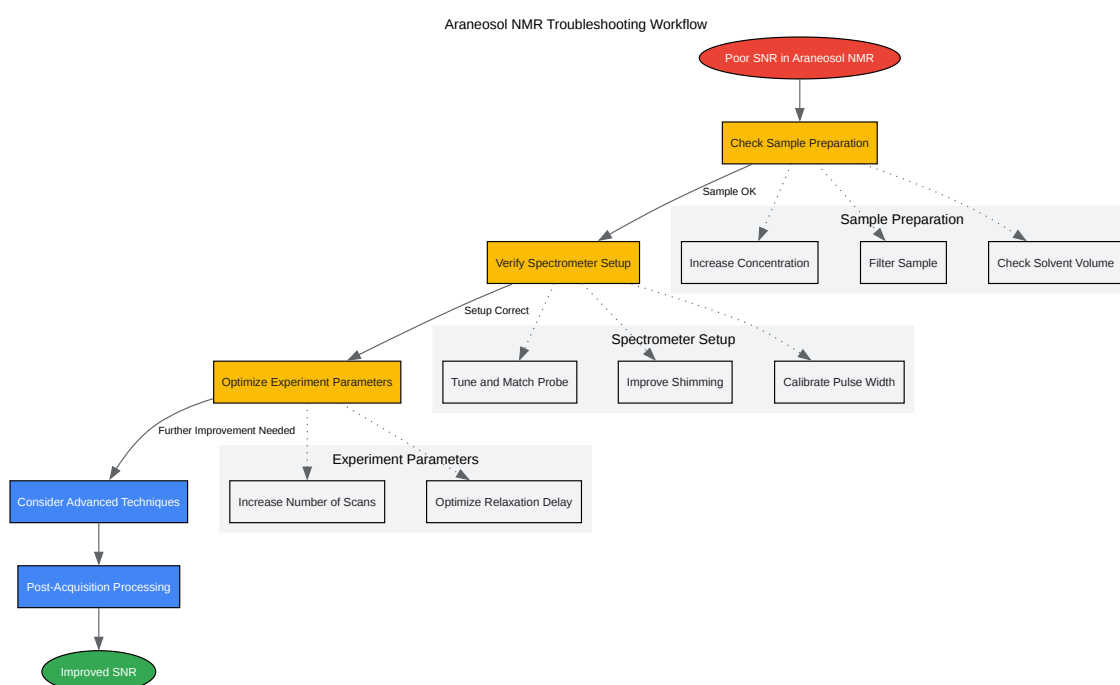 Araneosol NMR Troubleshooting Workflow
Poor SNR in Araneosol NMR
Check Sample Preparation
Sample OK
Sample Preparation
Verify Spectrometer Setup
Increase Concentration
Filter Sample
Check Solvent Volume
Setup Correct
Spectrometer Setup
Optimize Experiment Parameters
Tune and Match Probe
Improve Shimming
Calibrate Pulse Width
Further Improvement Needed
Experiment Parameters
Consider Advanced Techniques
Increase Number of Scans
Optimize Relaxation Delay
Post-Acquisition Processing
Improved SNR